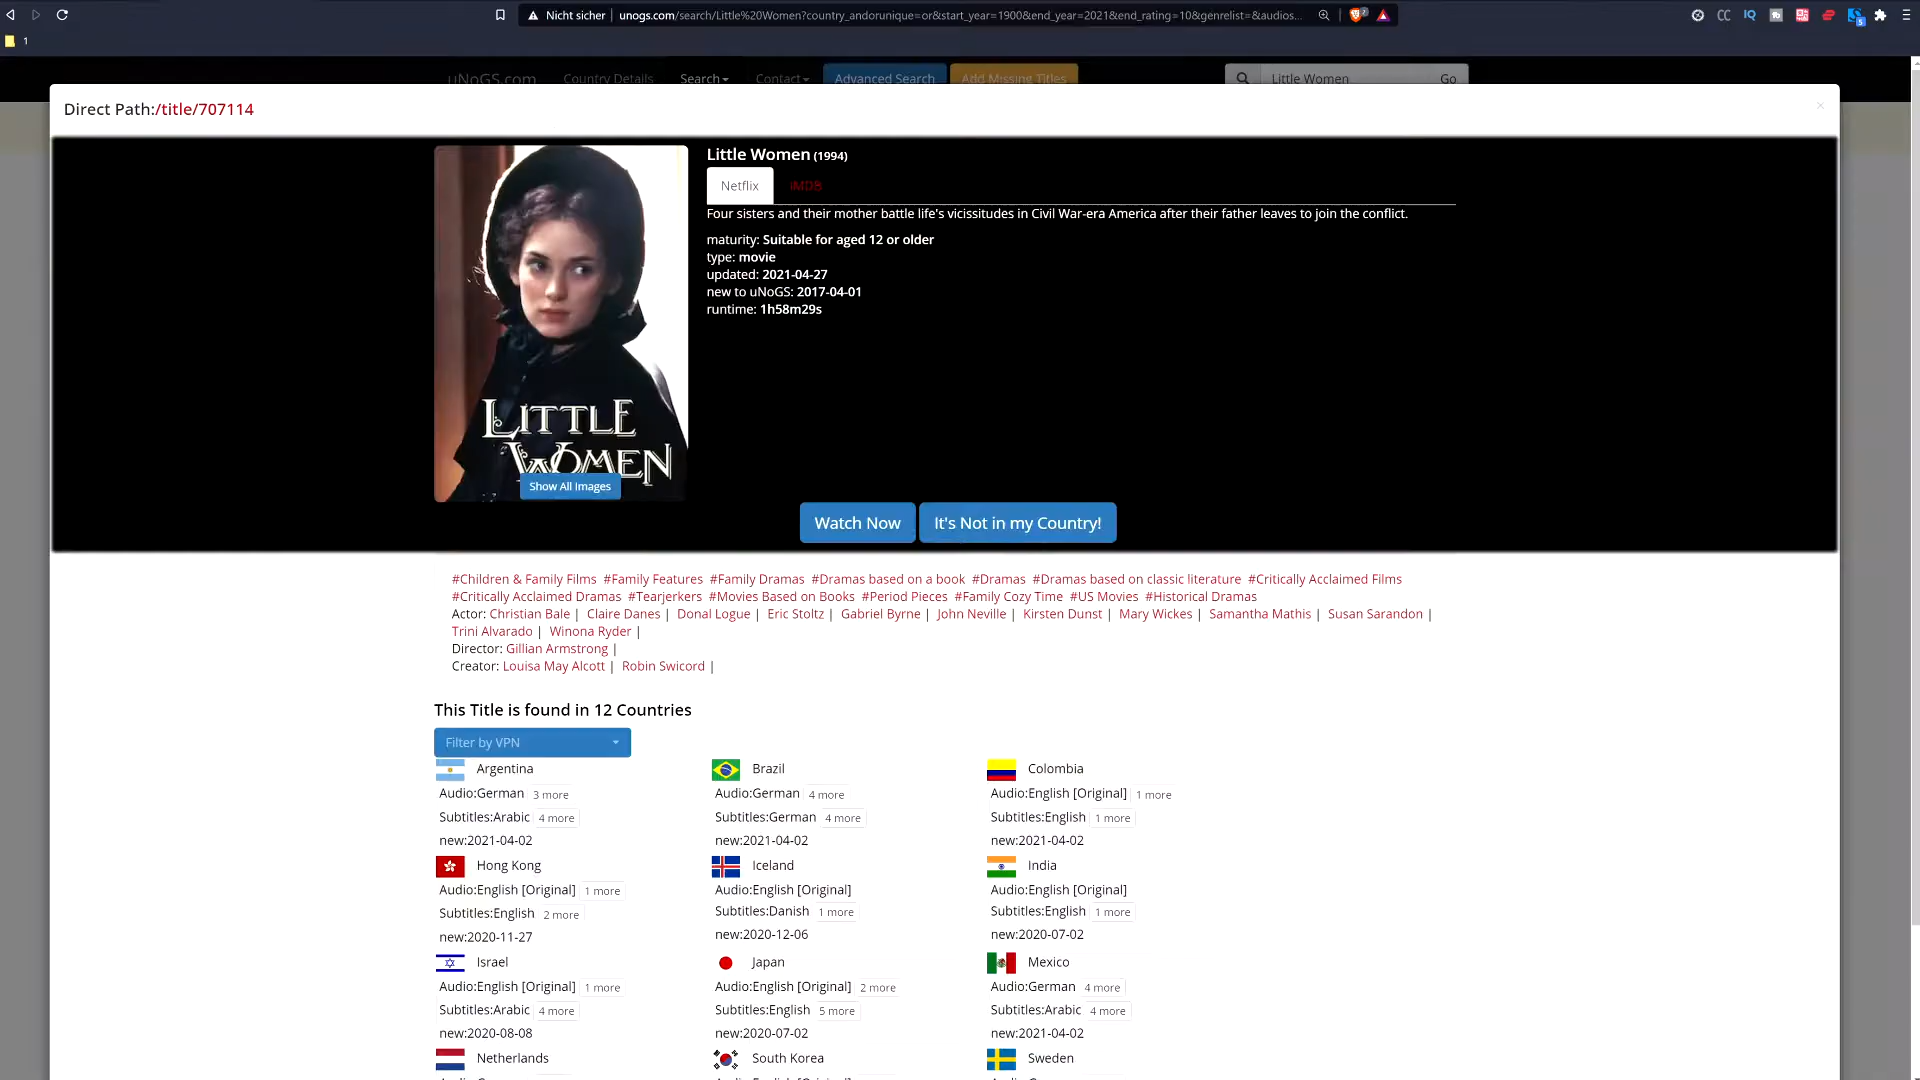 Nicht sicher
unogs.com/search/Little%20Women?country_andorunique=or&start_year=1900&end_year=2021&end_rating=10&genrelist=&audios...
CC
IQ
1
uNoGS.com
Country Details
Search
Contact
Advanced Search
Add Missing Titles
Little Women
Go
Direct Path:/title/707114
×
Little Women (1994)
Netflix
iMDB
Four sisters and their mother battle life's vicissitudes in Civil War-era America after their father leaves to join the conflict.
maturity: Suitable for aged 12 or older
type: movie
updated: 2021-04-27
new to uNoGS: 2017-04-01
runtime: 1h58m29s
LITTLE
WOMEN
Show All Images
Watch Now
It's Not in my Country!
#Children & Family Films #Family Features #Family Dramas #Dramas based on a book #Dramas #Dramas based on classic literature #Critically Acclaimed Films
#Critically Acclaimed Dramas #Tearjerkers #Movies Based on Books #Period Pieces #Family Cozy Time #US Movies #Historical Dramas
Actor: Christian Bale | Claire Danes | Donal Logue | Eric Stoltz | Gabriel Byrne | John Neville | Kirsten Dunst | Mary Wickes | Samantha Mathis | Susan Sarandon |
Trini Alvarado | Winona Ryder |
Director: Gillian Armstrong |
Creator: Louisa May Alcott | Robin Swicord |
This Title is found in 12 Countries
Filter by VPN
Argentina
Audio:German 3 more
Subtitles:Arabic 4 more
new:2021-04-02
Brazil
Audio:German 4 more
Subtitles:German 4 more
new:2021-04-02
Colombia
Audio:English [Original] 1 more
Subtitles:English 1 more
new:2021-04-02
Hong Kong
Audio:English [Original] 1 more
Subtitles:English 2 more
new:2020-11-27
Iceland
Audio:English [Original]
Subtitles:Danish 1 more
new:2020-12-06
India
Audio:English [Original]
Subtitles:English 1 more
new:2020-07-02
Israel
Audio:English [Original] 1 more
Subtitles:Arabic 4 more
new:2020-08-08
Japan
Audio:English [Original] 2 more
Subtitles:English 5 more
new:2020-07-02
Mexico
Audio:German 4 more
Subtitles:Arabic 4 more
new:2021-04-02
Netherlands
South Korea
Sweden